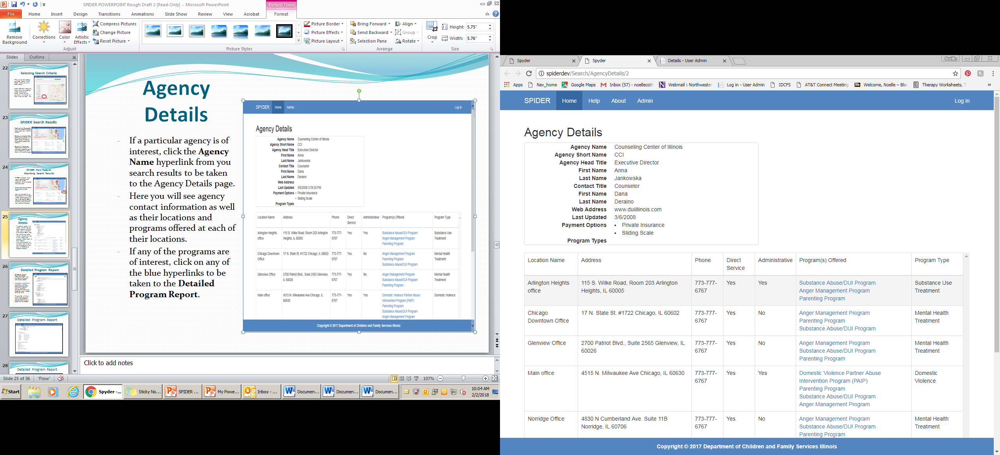 SPIDER POWERPOINT Rough Draft 2 [Read-Only] - Microsoft PowerPoint
Picture Tools
File Home Insert Design Transitions Animations Slide Show Review View Acrobat Format
Remove Background
Corrections
Color
Artistic Effects
Compress Pictures
Change Picture
Reset Picture
Picture Border
Picture Effects
Picture Layout
Bring Forward
Send Backward
Selection Pane
Align
Group
Rotate
Crop
Height: 5.75"
Width: 5.76"
Adjust
Picture Styles
Arrange
Size
Slides Outline
22
Selecting Search Criteria
23
SPIDER Search Results
24
SPIDER New Feature:
Exporting Search Results
25
Agency
Details
26
Detailed Program Report
27
Detailed Program Report
28
Detailed Program Report
Agency
Details
– If a particular agency is of
interest, click the Agency
Name hyperlink from you
search results to be taken
to the Agency Details page.
– Here you will see agency
contact information as well
as their locations and
programs offered at each of
their locations.
– If any of the programs are
of interest, click on any of
the blue hyperlinks to be
taken to the Detailed
Program Report.
SPYDER Home Admin Log in
Agency Details
Agency Name Counseling Center of Illinois
Agency Short Name CCI
Agency Head Title Executive Director
First Name Anna
Last Name Jankowska
Contact Title Counselor
First Name Dana
Last Name Deraino
Web Address
Last Updated 3/6/2008 3:59:20 PM
Payment Options • Private Insurance
• Sliding Scale
Program Types
Location Name Address Phone Direct Service Administrative Program(s) Offered Program Type
Arlington Heights office 115 S. Wilke Road, Room 203 Arlington Heights, IL 60005 773-777-6767 Yes Yes Substance Abuse/DUI Program Substance Use Treatment
Anger Management Program
Parenting Program
Chicago Downtown Office 17 N. State St. #1722 Chicago, IL 60602 773-777-6767 Yes No Anger Management Program Mental Health Treatment
Parenting Program
Substance Abuse/DUI Program
Glenview Office 2700 Patriot Blvd., Suite 2565 Glenview, IL 60026 773-777-6767 Yes No Anger Management Program Mental Health Treatment
Substance Abuse/DUI Program
Parenting Program
Main office 4515 N. Milwaukee Ave Chicago, IL 60630 773-777-6767 Yes Yes Domestic Violence Partner Abuse Domestic Violence
Intervention Program (PAIP)
Parenting Program
Substance Abuse/DUI Program
Anger Management Program
Copyright © 2017 Department of Children and Family Services Illinois
Click to add notes
Slide 25 of 36 "Flow" 107%
Start Spyder -... Sticky No... SPIDER ... My Powe... Inbox - ... Documen... Documen... Documen... 10:04 AM
2/2/2018
Spyder Spyder Details - User Admin Noëlle
spiderdev/Search/AgencyDetails/2
Apps Nav_home Google Maps Inbox (57) - noellecoth Webmail : Northwester Log in - User Admin IDCFS AT&T Connect Meeting Welcome, Noelle – Blac Therapy Worksheets, T »
SPIDER Home Help About Admin Log in
Agency Details
Agency Name Counseling Center of Illinois
Agency Short Name CCI
Agency Head Title Executive Director
First Name Anna
Last Name Jankowska
Contact Title Counselor
First Name Dana
Last Name Deraino
Web Address www.duiillinois.com
Last Updated 3/6/2008
Payment Options • Private Insurance
• Sliding Scale
Program Types
Location Name Address Phone Direct Administrative Program(s) Offered Program Type
Service
Arlington Heights 115 S. Wilke Road, Room 203 Arlington 773-777- Yes Yes Substance Abuse/DUI Program Substance Use
office Heights, IL 60005 6767 Anger Management Program Treatment
Parenting Program
Chicago 17 N. State St. #1722 Chicago, IL 60602 773-777- Yes No Anger Management Program Mental Health
Downtown Office 6767 Parenting Program Treatment
Substance Abuse/DUI Program
Glenview Office 2700 Patriot Blvd., Suite 2565 Glenview, IL 773-777- Yes No Anger Management Program Mental Health
60026 6767 Substance Abuse/DUI Program Treatment
Parenting Program
Main office 4515 N. Milwaukee Ave Chicago, IL 60630 773-777- Yes Yes Domestic Violence Partner Abuse Domestic
6767 Intervention Program (PAIP) Violence
Parenting Program
Substance Abuse/DUI Program
Anger Management Program
Norridge Office 4830 N Cumberland Ave. Suite 11B 773-777- Yes No Anger Management Program Mental Health
Norridge, IL 60706 6767 Substance Abuse/DUI Program Treatment
Parenting Program
Copyright © 2017 Department of Children and Family Services Illinois